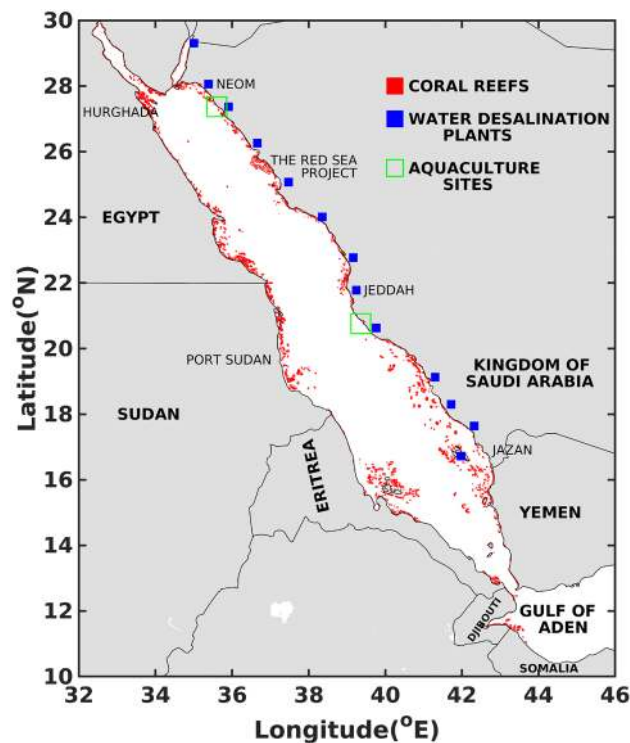 30
28
26
24
22
20
18
16
14
12
10
Latitude(°N)
32
34
36
38
40
42
44
46
Longitude(°E)
CORAL REEFS
WATER DESALINATION
PLANTS
AQUACULTURE
SITES
NEOM
HURGHADA
THE RED SEA
PROJECT
EGYPT
JEDDAH
PORT SUDAN
KINGDOM OF
SAUDI ARABIA
SUDAN
JAZAN
ERITREA
YEMEN
DJIBOUTI
GULF OF
ADEN
SOMALIA